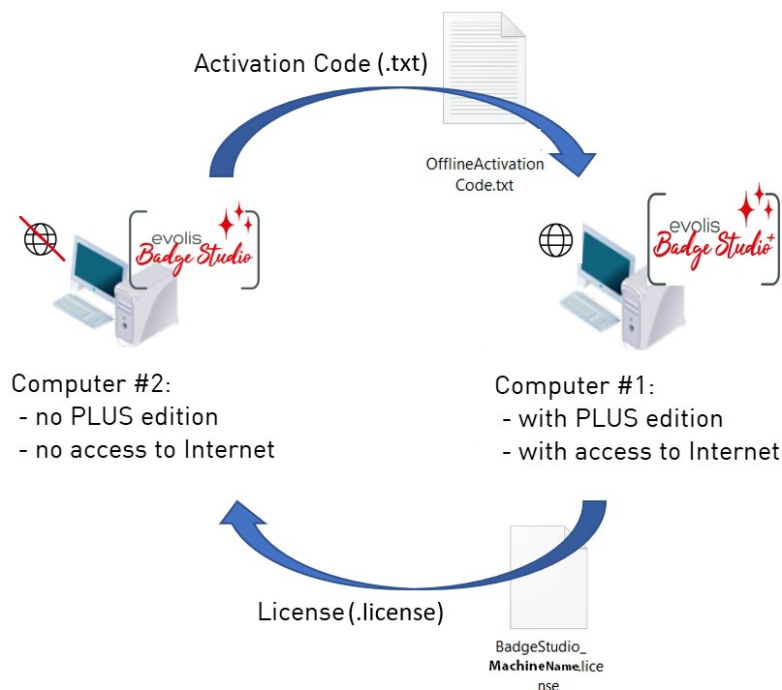 Activation Code (.txt)
OfflineActivation
Code.txt
evolis
Badge Studio
evolis
Badge Studio+
Computer #2:
- no PLUS edition
- no access to Internet
Computer #1:
- with PLUS edition
- with access to Internet
License (.license)
BadgeStudio_
MachineName.lice
nse